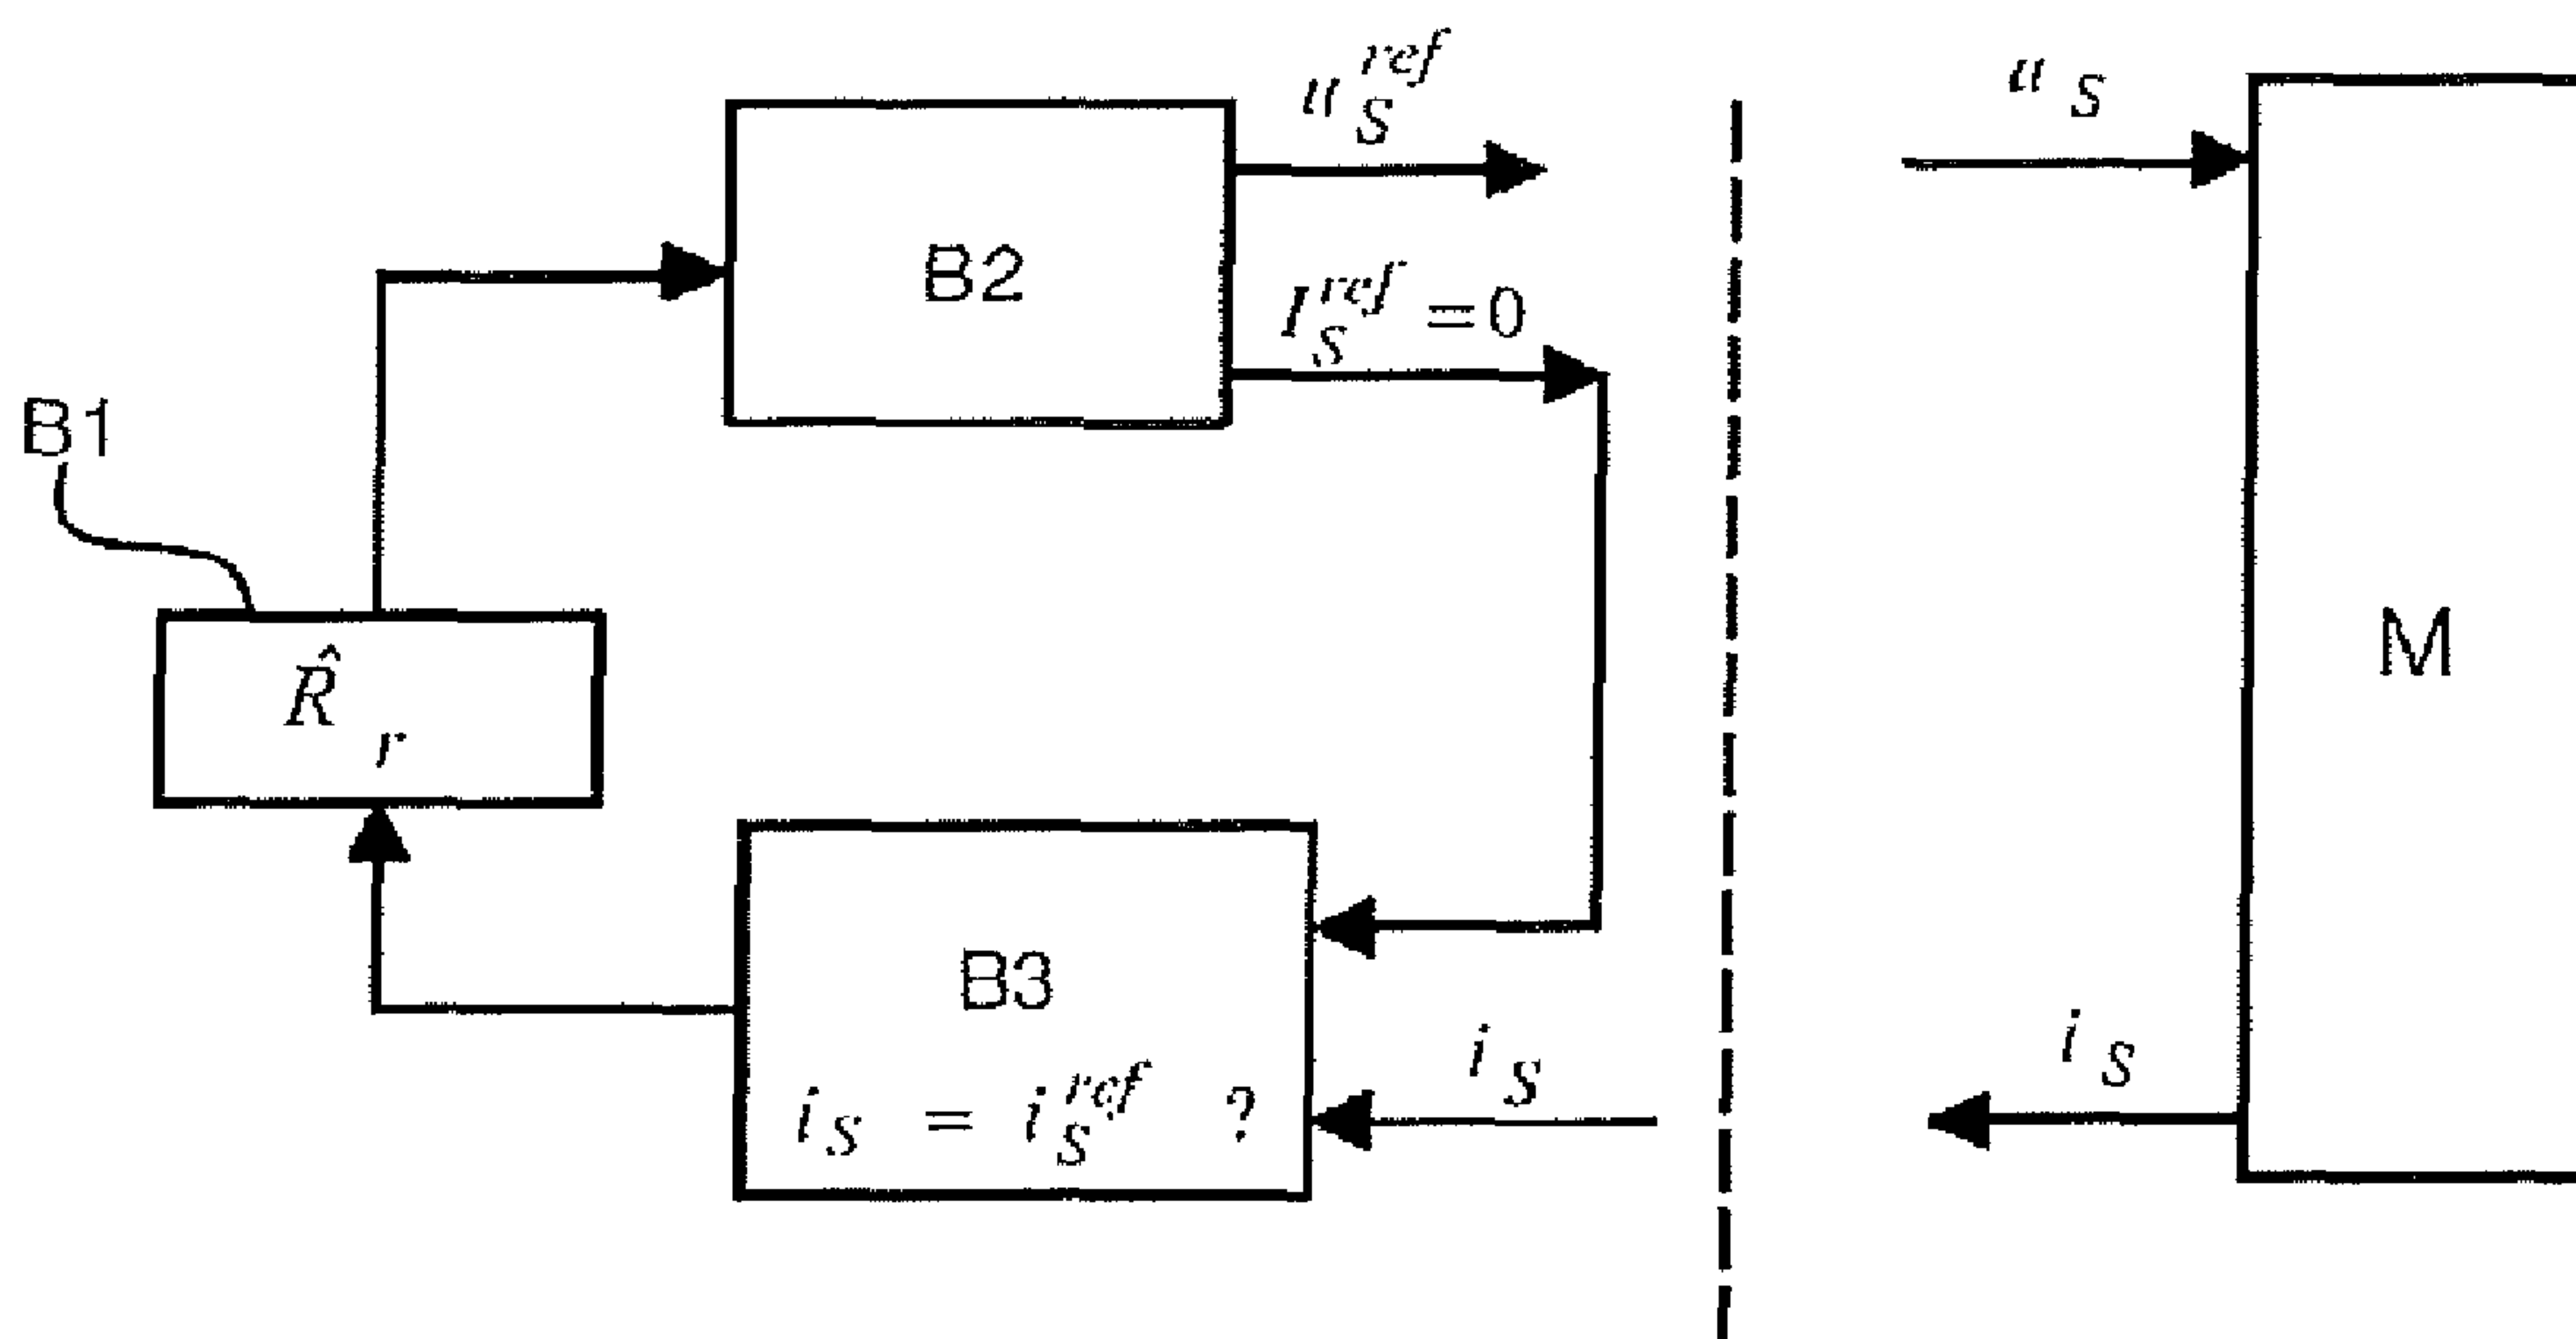 u_S^{ref}
u_S
B2
I_S^{ref} = 0
B1
R̂_r
M
B3
i_S
i_S
i_S = i_S^{ref} ?